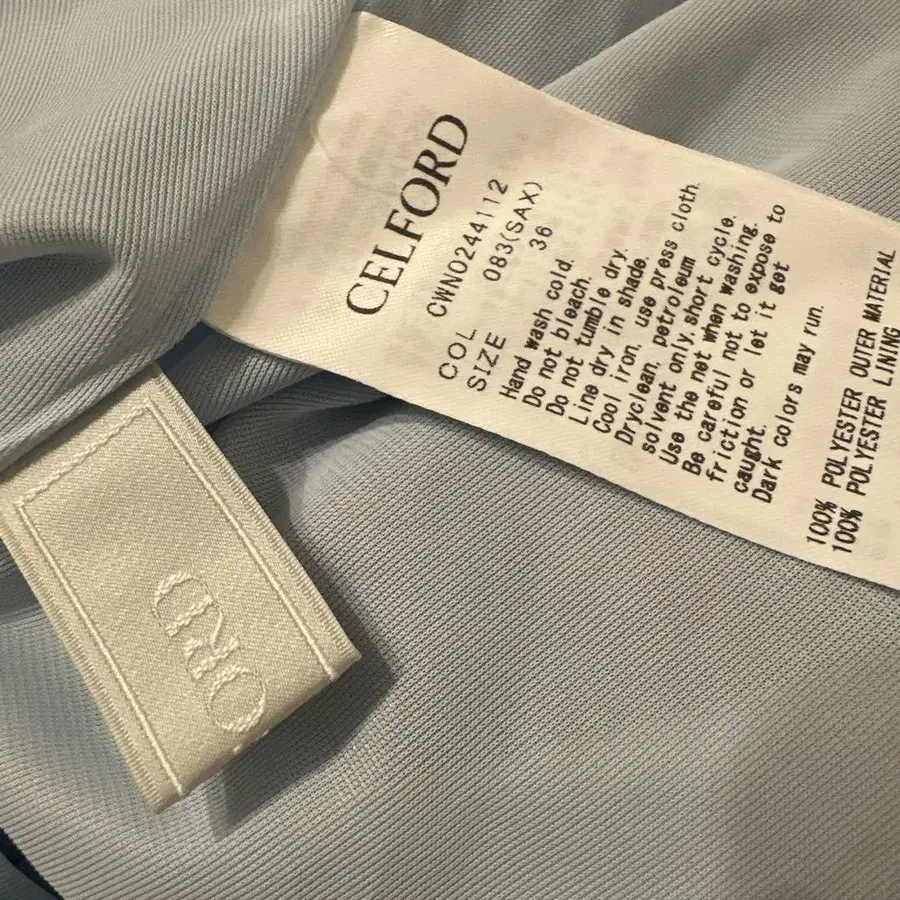 CELFORD
CWNO244112
COL 083(SAX)
SIZE 36
Hand wash cold.
Do not bleach.
Do not tumble dry.
Line dry in shade.
Cool iron, use press cloth.
Dryclean, petroleum
solvent only, short cycle.
Use the net when washing.
Be careful not to expose to
friction or let it get
caught.
Dark colors may run.
100% POLYESTER OUTER MATERIAL
100% POLYESTER LINING
ORD